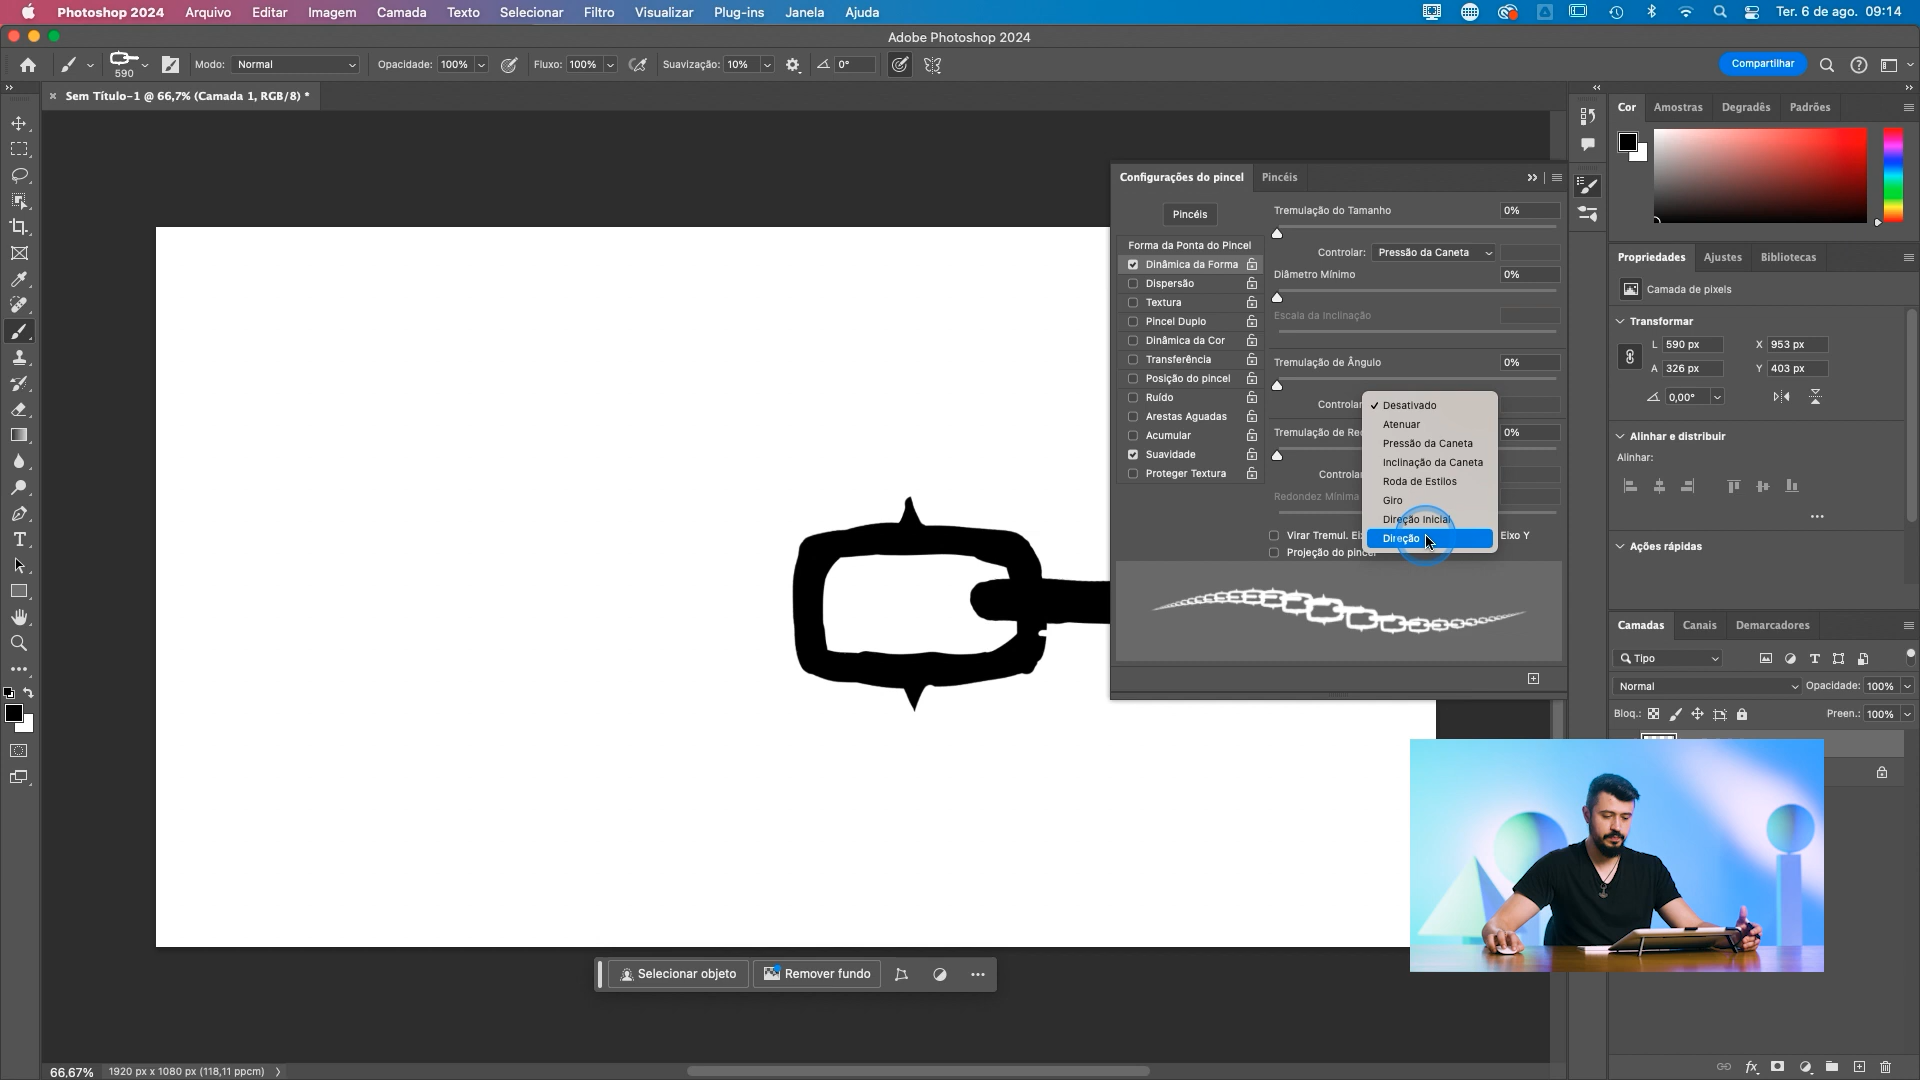 Photoshop 2024 Arquivo Editar Imagem Camada Texto Selecionar Filtro Visualizar Plug-ins Janela Ajuda Ter. 6 de ago. 09:14
Adobe Photoshop 2024
590 Modo: Normal Opacidade: 100% Fluxo: 100% Suavização: 10% 0° Compartilhar
Sem Título-1 @ 66,7% (Camada 1, RGB/8) *
Cor Amostras Degradês Padrões
Configurações do pincel Pincéis
Pincéis
Forma da Ponta do Pincel
Dinâmica da Forma
Dispersão
Textura
Pincel Duplo
Dinâmica da Cor
Transferência
Posição do pincel
Ruído
Arestas Aguadas
Acumular
Suavidade
Proteger Textura
Tremulação do Tamanho 0%
Controlar: Pressão da Caneta
Diâmetro Mínimo 0%
Escala da Inclinação
Tremulação de Ângulo 0%
Controlar
Tremulação de Re 0%
Controlar
Redondez Mínima
Virar Tremul. Ei Eixo Y
Projeção do pincel
Desativado
Atenuar
Pressão da Caneta
Inclinação da Caneta
Roda de Estilos
Giro
Direção Inicial
Direção
Propriedades Ajustes Bibliotecas
Camada de pixels
Transformar
L 590 px X 953 px
A 326 px Y 403 px
0,00°
Alinhar e distribuir
Alinhar:
Ações rápidas
Camadas Canais Demarcadores
Tipo
Normal Opacidade: 100%
Bloq.: Preen.: 100%
Selecionar objeto Remover fundo
66,67% 1920 px x 1080 px (118,11 ppcm)